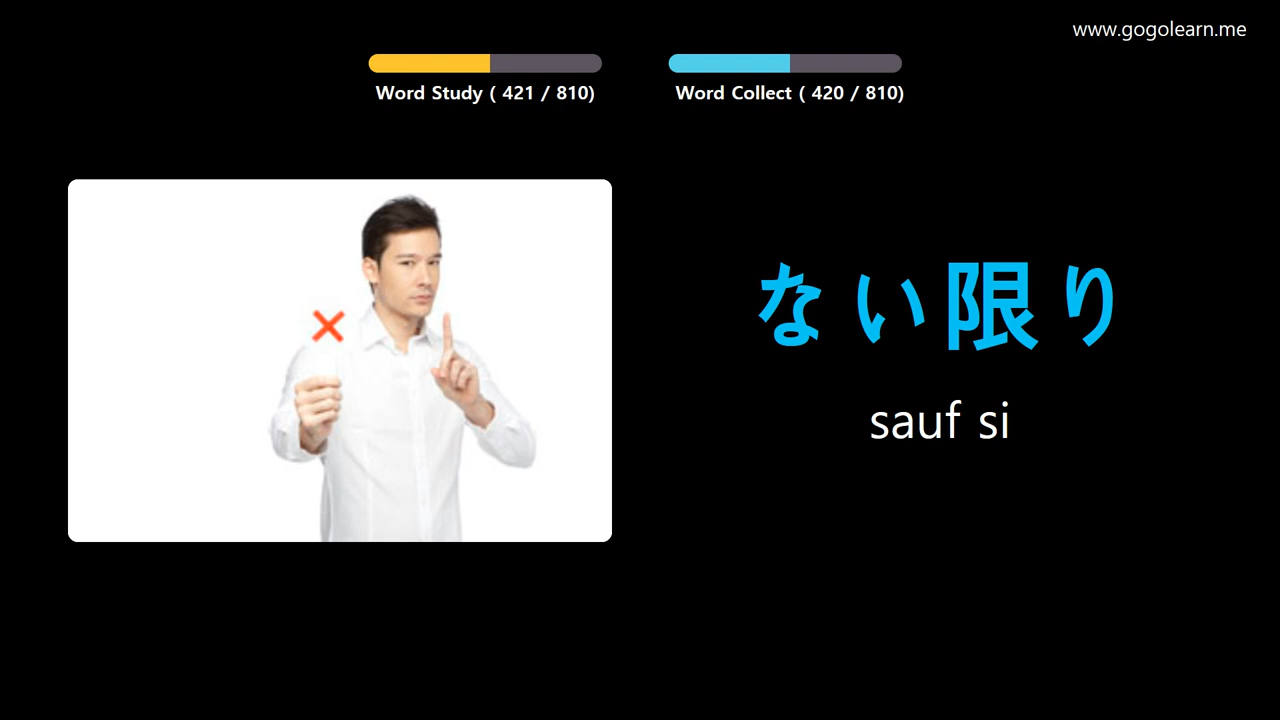 www.gogolearn.me
Word Study ( 421 / 810)
Word Collect ( 420 / 810)
ない限り
sauf si